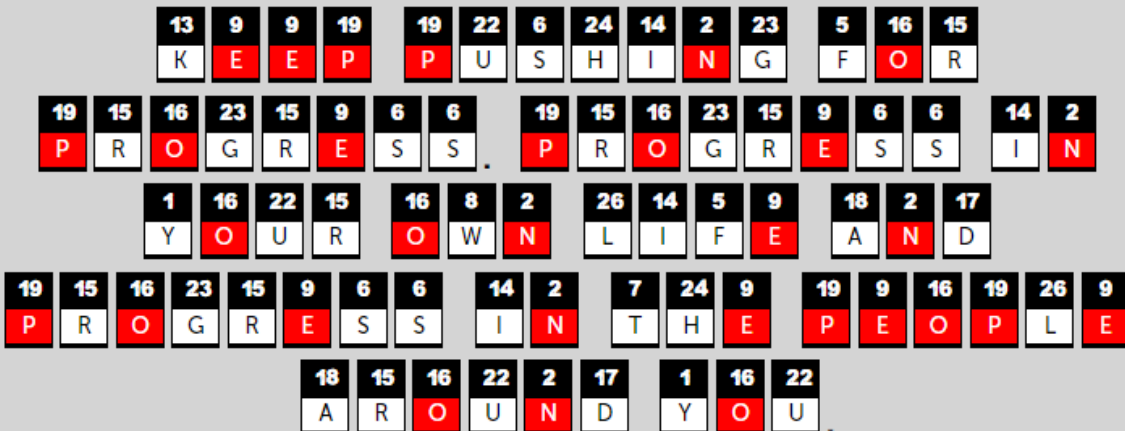 13 9 9 19 19 22 6 24 14 2 23 5 16 15
KEEP PUSHING FOR
19 15 16 23 15 9 6 6 19 15 16 23 15 9 6 6 14 2
PROGRESS. PROGRESS IN
1 16 22 15 16 8 2 26 14 5 9 18 2 17
YOUR OWN LIFE AND
19 15 16 23 15 9 6 6 14 2 7 24 9 19 9 16 19 26 9
PROGRESS IN THE PEOPLE
18 15 16 22 2 17 1 16 22
AROUND YOU.